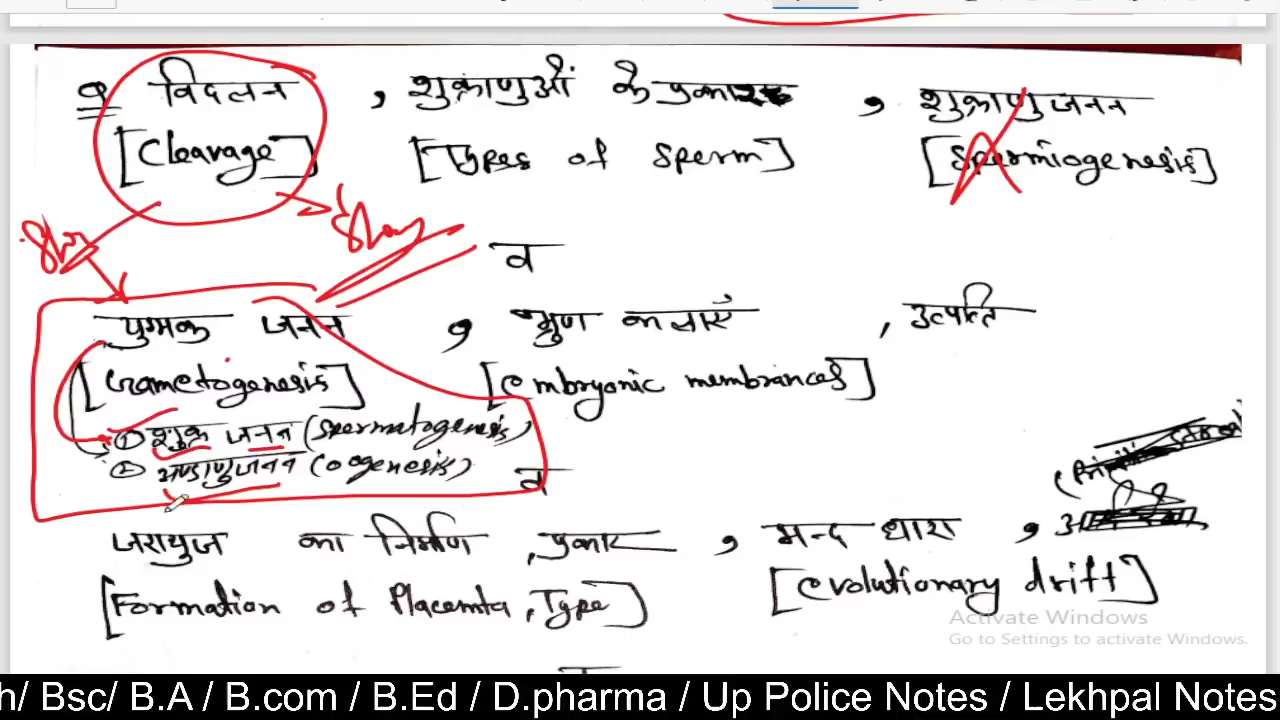 विदलन , शुक्राणुओं के प्रकार , शुक्राणुजनन
[Cleavage] [Types of Sperm] [Spermiogenesis]
व
युग्मक जनन , भ्रुण कलाएँ , उत्पत्ति
[Gametogenesis] [embryonic membrances]
① शुक्र जनन (Spermatogenesis)
② अण्डाणुजनन (oogenesis)
व
जरायुज का निर्माण , प्रकार , मन्द धारा ,
[Formation of Placenta, Type] [evolutionary drift]
Activate Windows
Go to Settings to activate Windows.
h/ Bsc/ B.A / B.com / B.Ed / D.pharma / Up Police Notes / Lekhpal Notes